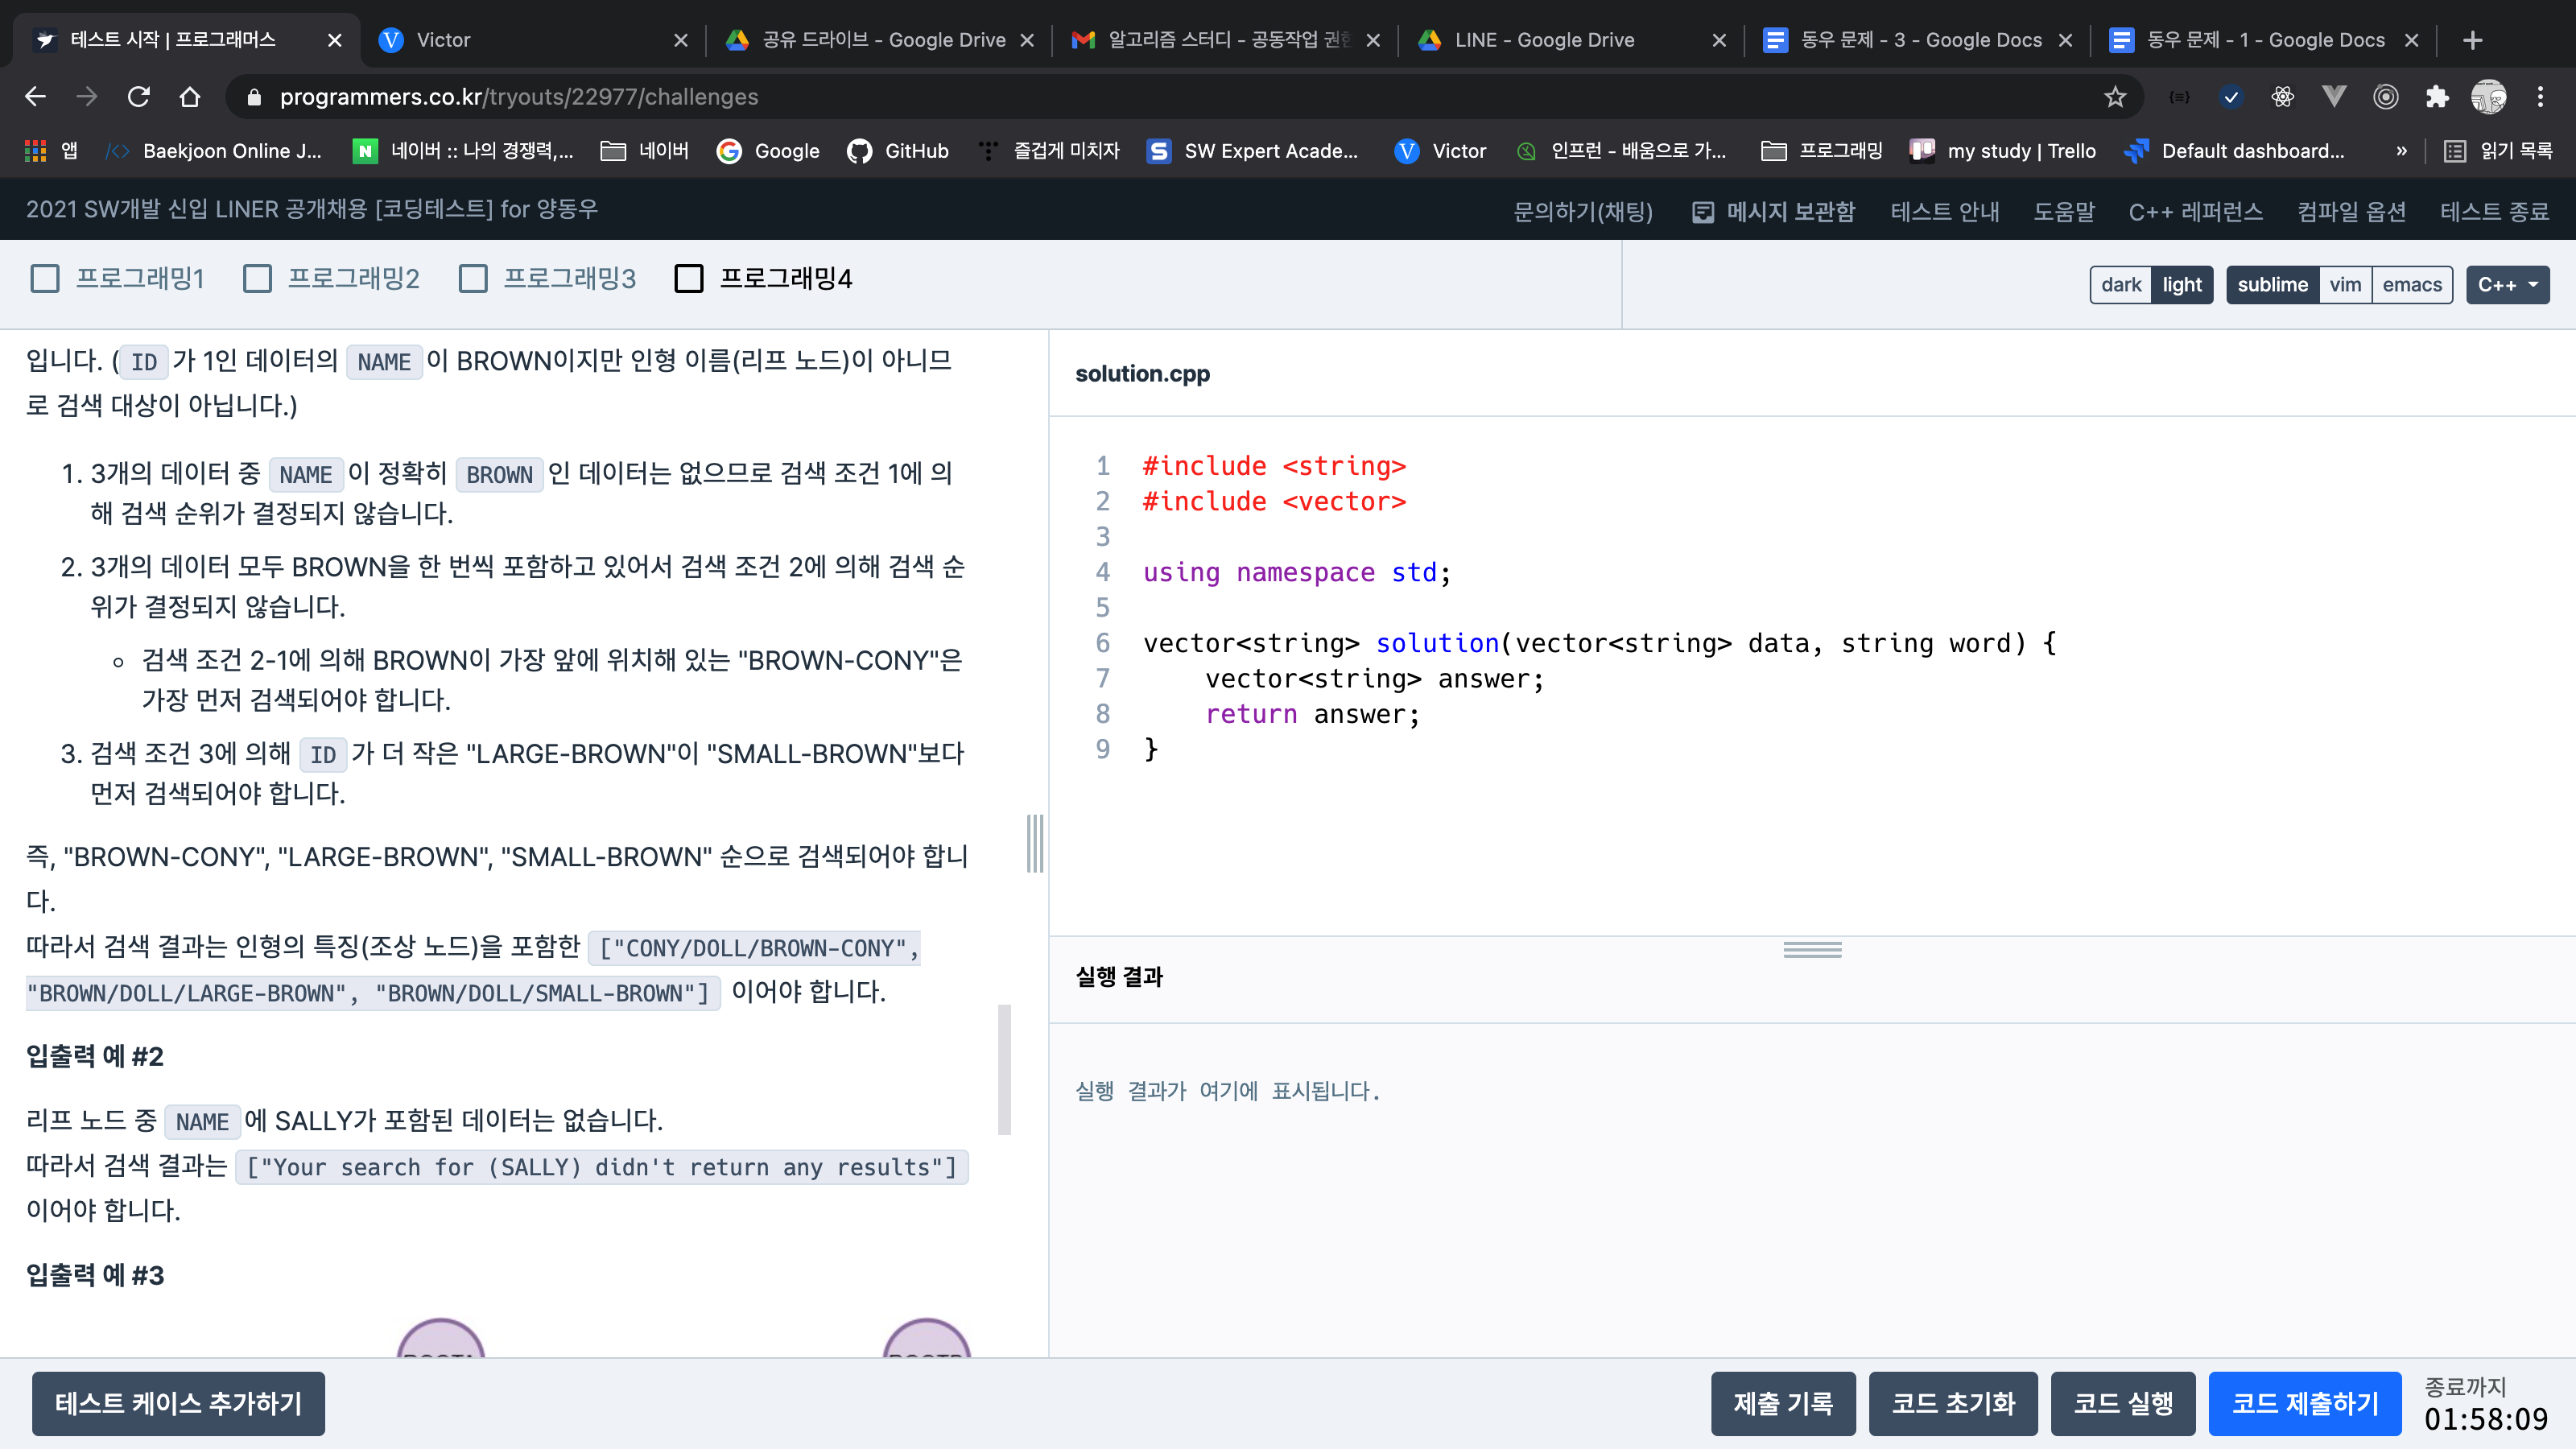 테스트 시작 | 프로그래머스
Victor
공유 드라이브 - Google Drive
알고리즘 스터디 - 공동작업 권한
LINE - Google Drive
동우 문제 - 3 - Google Docs
동우 문제 - 1 - Google Docs
programmers.co.kr/tryouts/22977/challenges
앱
Baekjoon Online J...
네이버 :: 나의 경쟁력,...
네이버
Google
GitHub
즐겁게 미치자
SW Expert Acade...
Victor
인프런 - 배움으로 가...
프로그래밍
my study | Trello
Default dashboard...
»
읽기 목록
2021 SW개발 신입 LINER 공개채용 [코딩테스트] for 양동우
문의하기(채팅)
메시지 보관함
테스트 안내
도움말
C++ 레퍼런스
컴파일 옵션
테스트 종료
프로그래밍1
프로그래밍2
프로그래밍3
프로그래밍4
dark light
sublime vim emacs
C++
입니다. ( ID 가 1인 데이터의 NAME 이 BROWN이지만 인형 이름(리프 노드)이 아니므
로 검색 대상이 아닙니다.)
1. 3개의 데이터 중 NAME 이 정확히 BROWN 인 데이터는 없으므로 검색 조건 1에 의
해 검색 순위가 결정되지 않습니다.
2. 3개의 데이터 모두 BROWN을 한 번씩 포함하고 있어서 검색 조건 2에 의해 검색 순
위가 결정되지 않습니다.
검색 조건 2-1에 의해 BROWN이 가장 앞에 위치해 있는 "BROWN-CONY"은
가장 먼저 검색되어야 합니다.
3. 검색 조건 3에 의해 ID 가 더 작은 "LARGE-BROWN"이 "SMALL-BROWN"보다
먼저 검색되어야 합니다.
즉, "BROWN-CONY", "LARGE-BROWN", "SMALL-BROWN" 순으로 검색되어야 합니
다.
따라서 검색 결과는 인형의 특징(조상 노드)을 포함한 ["CONY/DOLL/BROWN-CONY",
"BROWN/DOLL/LARGE-BROWN", "BROWN/DOLL/SMALL-BROWN"] 이어야 합니다.
입출력 예 #2
리프 노드 중 NAME 에 SALLY가 포함된 데이터는 없습니다.
따라서 검색 결과는 ["Your search for (SALLY) didn't return any results"]
이어야 합니다.
입출력 예 #3
solution.cpp
1 #include <string>
2 #include <vector>
3
4 using namespace std;
5
6 vector<string> solution(vector<string> data, string word) {
7 vector<string> answer;
8 return answer;
9 }
실행 결과
실행 결과가 여기에 표시됩니다.
테스트 케이스 추가하기
제출 기록
코드 초기화
코드 실행
코드 제출하기
종료까지
01:58:09